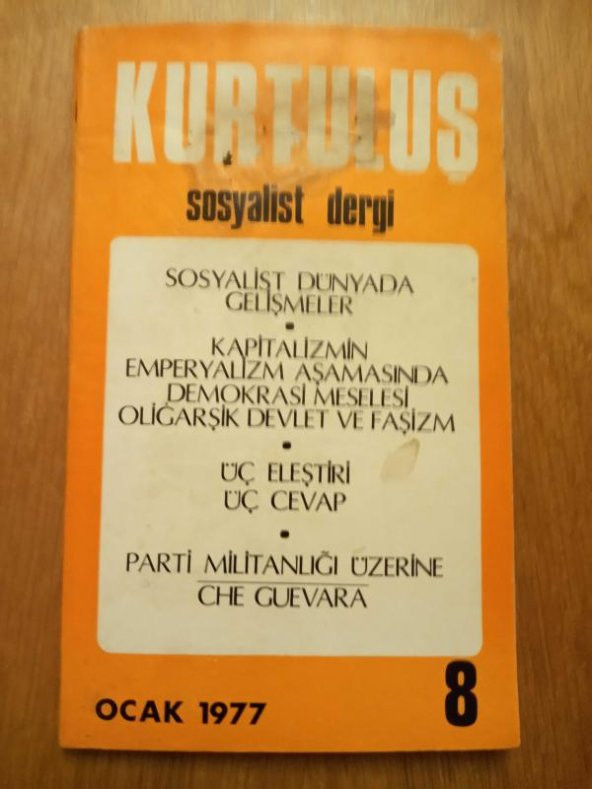 KURTULUŞ
sosyalist dergi
SOSYALİST DÜNYADA
GELİŞMELER
KAPİTALİZMİN
EMPERYALİZM AŞAMASINDA
DEMOKRASİ MESELESİ
OLİGARŞİK DEVLET VE FAŞİZM
ÜÇ ELEŞTİRİ
ÜÇ CEVAP
PARTİ MİLİTANLIĞI ÜZERİNE
CHE GUEVARA
OCAK 1977
8